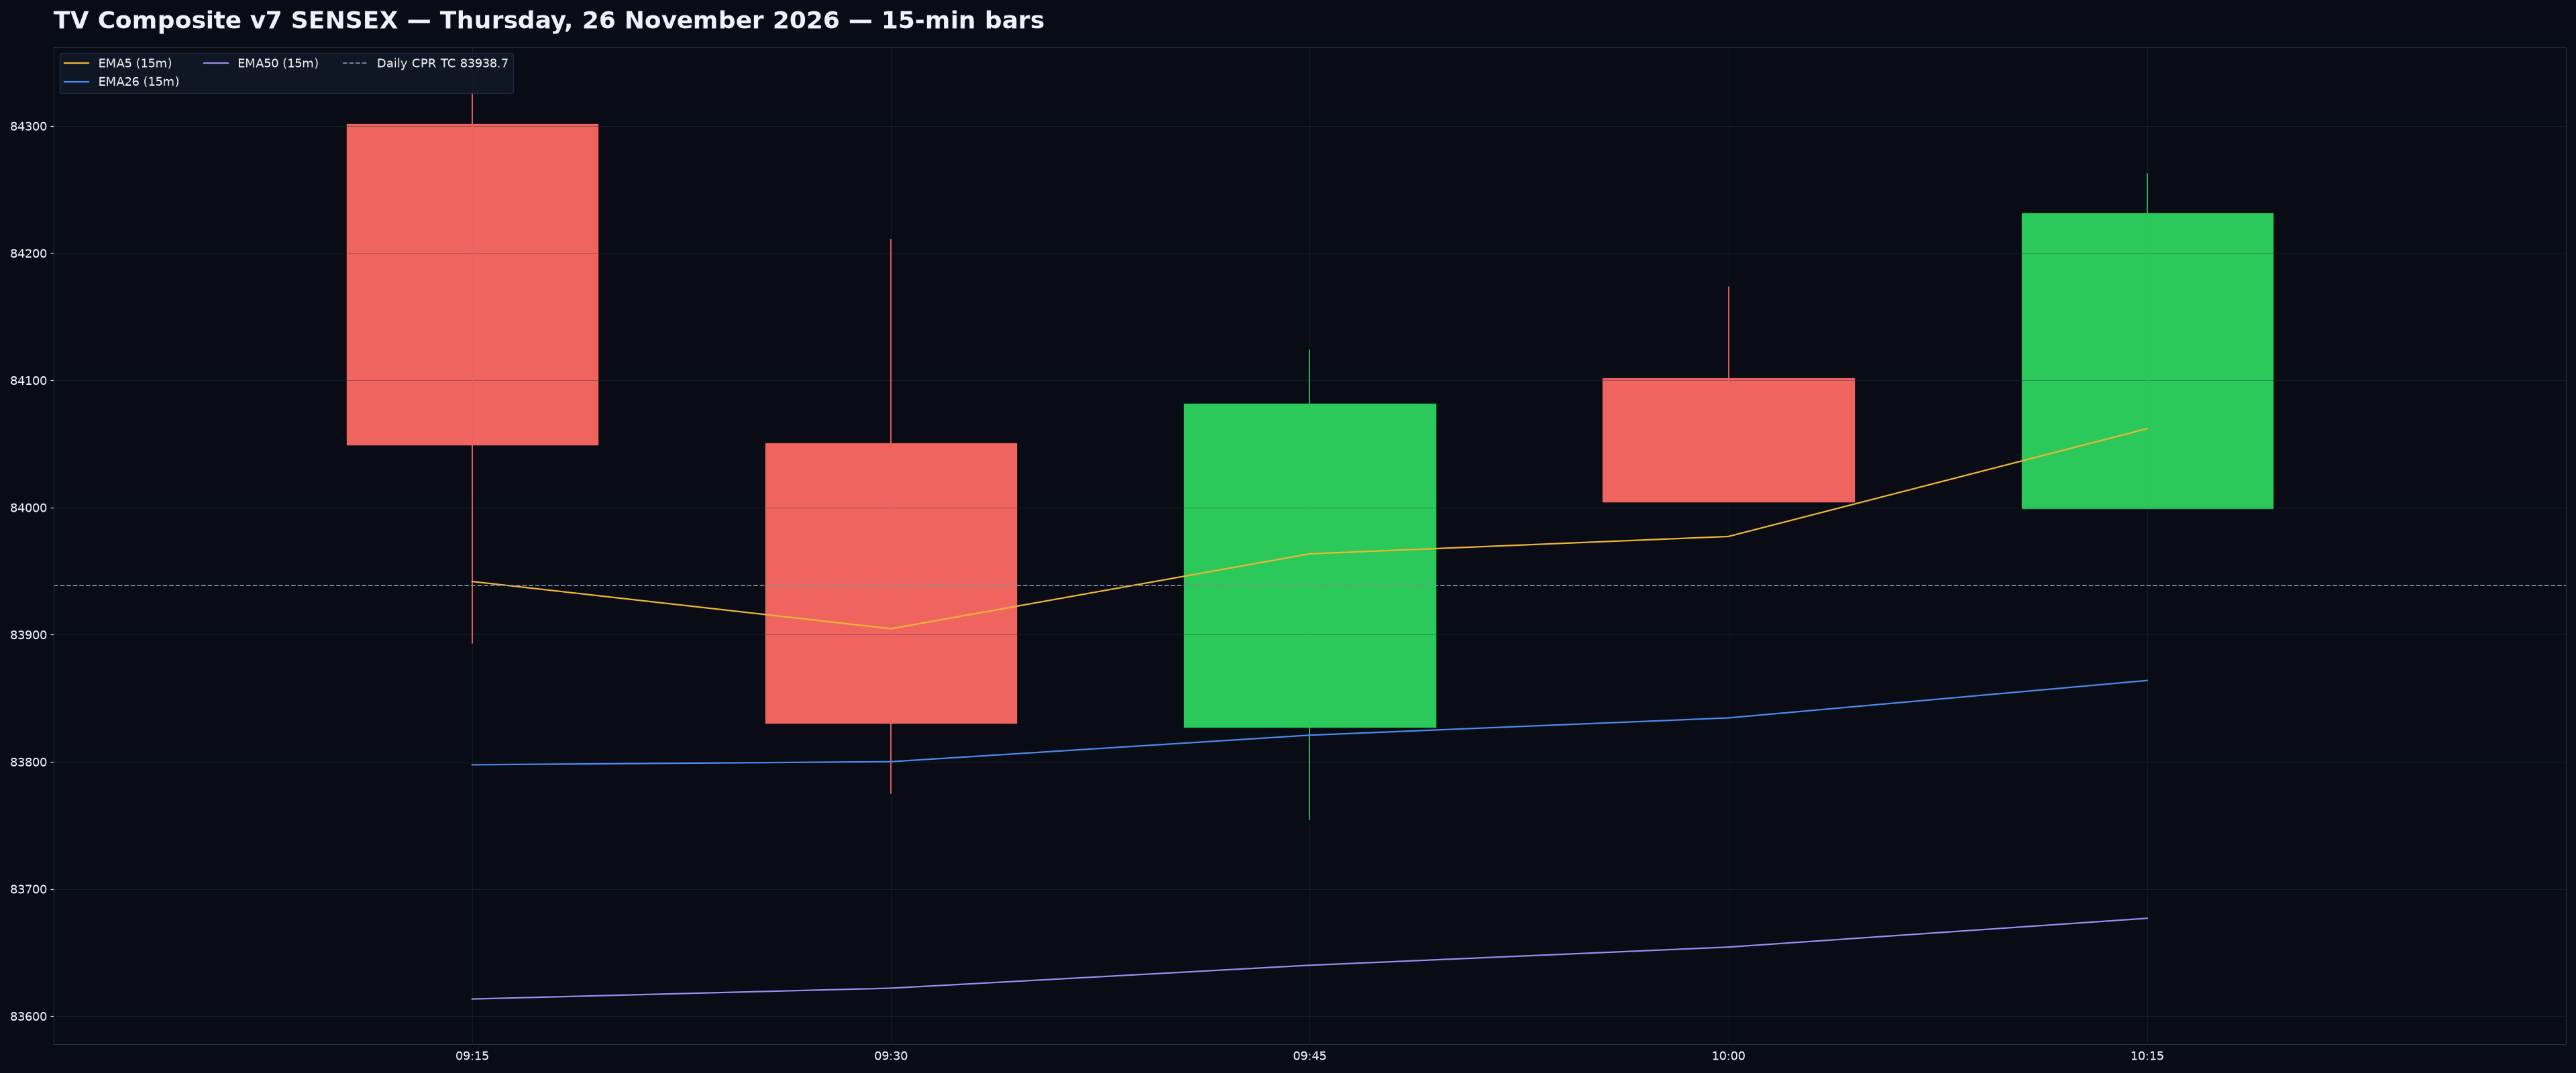 TV Composite v7 SENSEX — Thursday, 26 November 2026 — 15-min bars
EMA5 (15m) EMA50 (15m) Daily CPR TC 83938.7
EMA26 (15m)
84300
84200
84100
84000
83900
83800
83700
83600
09:15 09:30 09:45 10:00 10:15